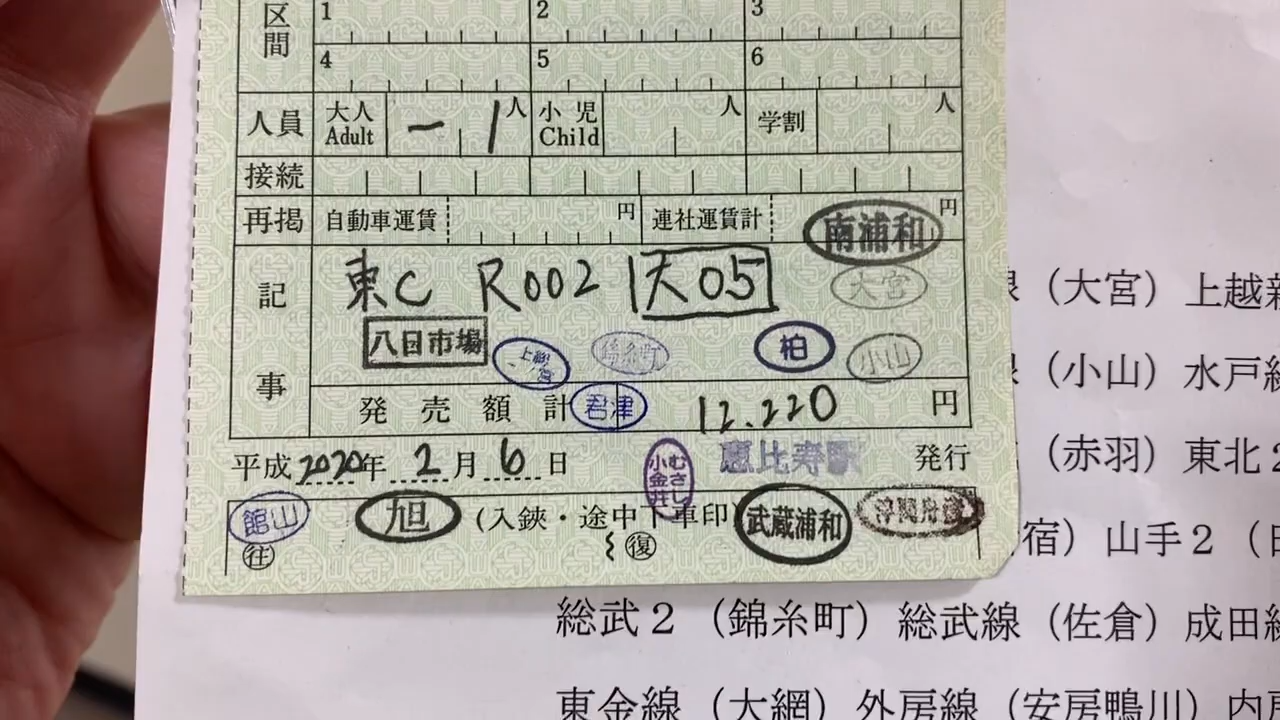 区間 1 2 3
4 5 6
人員 大人 Adult 一 1 人 小児 Child 人 学割 人
接続
再掲 自動車運賃 円 連社運賃計 円
南浦和
記事 東C R002 天05
大宮
八日市場 錦糸町 柏 小山
発売額計 君津 12.220 円
平成2020年 2月6日 むさし小金井 恵比寿駅 発行
館山 旭 (入鋏・途中下車印) 武蔵浦和
往 復
(大宮) 上越新
(小山) 水戸線
(赤羽) 東北2
宿) 山手2 (
総武2 (錦糸町) 総武線 (佐倉) 成田線
東金線 (大網) 外房線 (安房鴨川) 内房